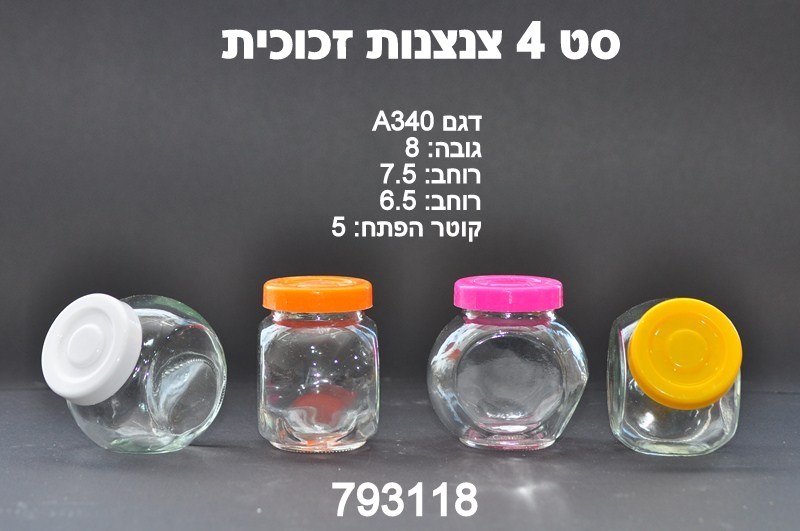 סט 4 צנצנות זכוכית
דגם A340
גובה: 8
רוחב: 7.5
רוחב: 6.5
קוטר הפתח: 5
793118